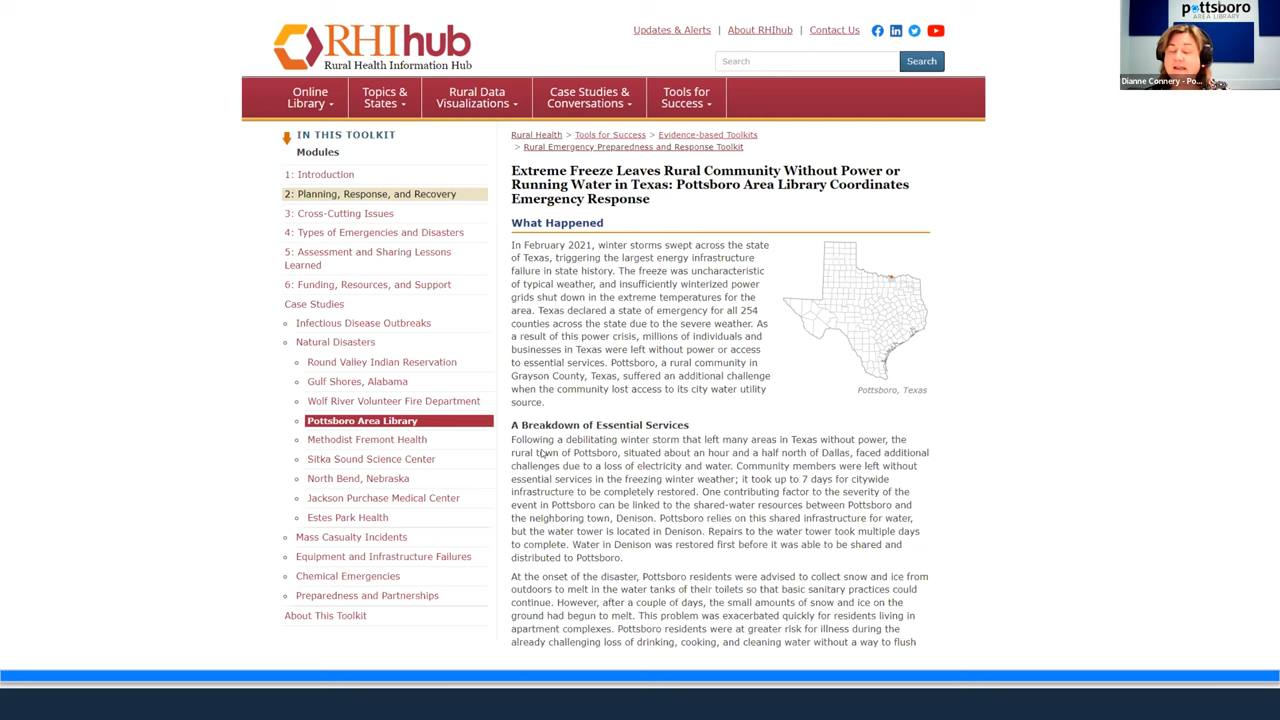 RHIhub
Rural Health Information Hub
Updates & Alerts | About RHIhub | Contact Us
Search
Search
Online Library
Topics & States
Rural Data Visualizations
Case Studies & Conversations
Tools for Success
IN THIS TOOLKIT
Modules
1: Introduction
2: Planning, Response, and Recovery
3: Cross-Cutting Issues
4: Types of Emergencies and Disasters
5: Assessment and Sharing Lessons
Learned
6: Funding, Resources, and Support
Case Studies
Infectious Disease Outbreaks
Natural Disasters
Round Valley Indian Reservation
Gulf Shores, Alabama
Wolf River Volunteer Fire Department
Pottsboro Area Library
Methodist Fremont Health
Sitka Sound Science Center
North Bend, Nebraska
Jackson Purchase Medical Center
Estes Park Health
Mass Casualty Incidents
Equipment and Infrastructure Failures
Chemical Emergencies
Preparedness and Partnerships
About This Toolkit
Rural Health > Tools for Success > Evidence-based Toolkits
> Rural Emergency Preparedness and Response Toolkit
Extreme Freeze Leaves Rural Community Without Power or
Running Water in Texas: Pottsboro Area Library Coordinates
Emergency Response
What Happened
In February 2021, winter storms swept across the state
of Texas, triggering the largest energy infrastructure
failure in state history. The freeze was uncharacteristic
of typical weather, and insufficiently winterized power
grids shut down in the extreme temperatures for the
area. Texas declared a state of emergency for all 254
counties across the state due to the severe weather. As
a result of this power crisis, millions of individuals and
businesses in Texas were left without power or access
to essential services. Pottsboro, a rural community in
Grayson County, Texas, suffered an additional challenge
when the community lost access to its city water utility
source.
Pottsboro, Texas
A Breakdown of Essential Services
Following a debilitating winter storm that left many areas in Texas without power, the
rural town of Pottsboro, situated about an hour and a half north of Dallas, faced additional
challenges due to a loss of electricity and water. Community members were left without
essential services in the freezing winter weather; it took up to 7 days for citywide
infrastructure to be completely restored. One contributing factor to the severity of the
event in Pottsboro can be linked to the shared-water resources between Pottsboro and
the neighboring town, Denison. Pottsboro relies on this shared infrastructure for water,
but the water tower is located in Denison. Repairs to the water tower took multiple days
to complete. Water in Denison was restored first before it was able to be shared and
distributed to Pottsboro.
At the onset of the disaster, Pottsboro residents were advised to collect snow and ice from
outdoors to melt in the water tanks of their toilets so that basic sanitary practices could
continue. However, after a couple of days, the small amounts of snow and ice on the
ground had begun to melt. This problem was exacerbated quickly for residents living in
apartment complexes. Pottsboro residents were at greater risk for illness during the
already challenging loss of drinking, cooking, and cleaning water without a way to flush
pottsboro
AREA LIBRARY
Dianne Connery - Po...